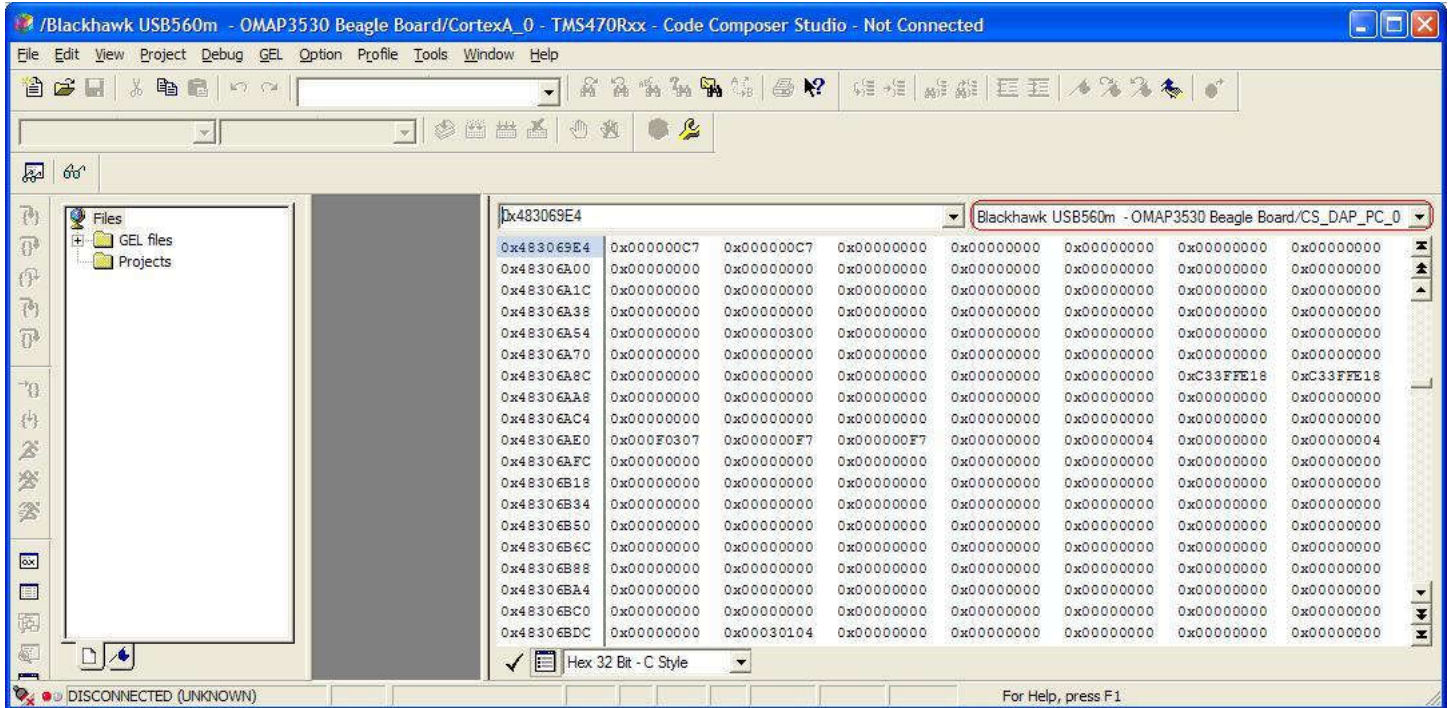 /Blackhawk USB560m - OMAP3530 Beagle Board/CortexA_0 - TMS470Rxx - Code Composer Studio - Not Connected
File Edit View Project Debug GEL Option Profile Tools Window Help
Files
GEL files
Projects
0x483069E4 Blackhawk USB560m - OMAP3530 Beagle Board/CS_DAP_PC_0
0x483069E4 0x000000C7 0x000000C7 0x00000000 0x00000000 0x00000000 0x00000000 0x00000000
0x48306A00 0x00000000 0x00000000 0x00000000 0x00000000 0x00000000 0x00000000 0x00000000
0x48306A1C 0x00000000 0x00000000 0x00000000 0x00000000 0x00000000 0x00000000 0x00000000
0x48306A38 0x00000000 0x00000000 0x00000000 0x00000000 0x00000000 0x00000000 0x00000000
0x48306A54 0x00000000 0x00000300 0x00000000 0x00000000 0x00000000 0x00000000 0x00000000
0x48306A70 0x00000000 0x00000000 0x00000000 0x00000000 0x00000000 0x00000000 0x00000000
0x48306A8C 0x00000000 0x00000000 0x00000000 0x00000000 0x00000000 0xC33FFE18 0xC33FFE18
0x48306AA8 0x00000000 0x00000000 0x00000000 0x00000000 0x00000000 0x00000000 0x00000000
0x48306AC4 0x00000000 0x00000000 0x00000000 0x00000000 0x00000000 0x00000000 0x00000000
0x48306AE0 0x000F0307 0x000000F7 0x000000F7 0x00000000 0x00000004 0x00000000 0x00000004
0x48306AFC 0x00000000 0x00000000 0x00000000 0x00000000 0x00000000 0x00000000 0x00000000
0x48306B18 0x00000000 0x00000000 0x00000000 0x00000000 0x00000000 0x00000000 0x00000000
0x48306B34 0x00000000 0x00000000 0x00000000 0x00000000 0x00000000 0x00000000 0x00000000
0x48306B50 0x00000000 0x00000000 0x00000000 0x00000000 0x00000000 0x00000000 0x00000000
0x48306B6C 0x00000000 0x00000000 0x00000000 0x00000000 0x00000000 0x00000000 0x00000000
0x48306B88 0x00000000 0x00000000 0x00000000 0x00000000 0x00000000 0x00000000 0x00000000
0x48306BA4 0x00000000 0x00000000 0x00000000 0x00000000 0x00000000 0x00000000 0x00000000
0x48306BC0 0x00000000 0x00000000 0x00000000 0x00000000 0x00000000 0x00000000 0x00000000
0x48306BDC 0x00000000 0x00030104 0x00000000 0x00000000 0x00000000 0x00000000 0x00000000
Hex 32 Bit - C Style
DISCONNECTED (UNKNOWN) For Help, press F1